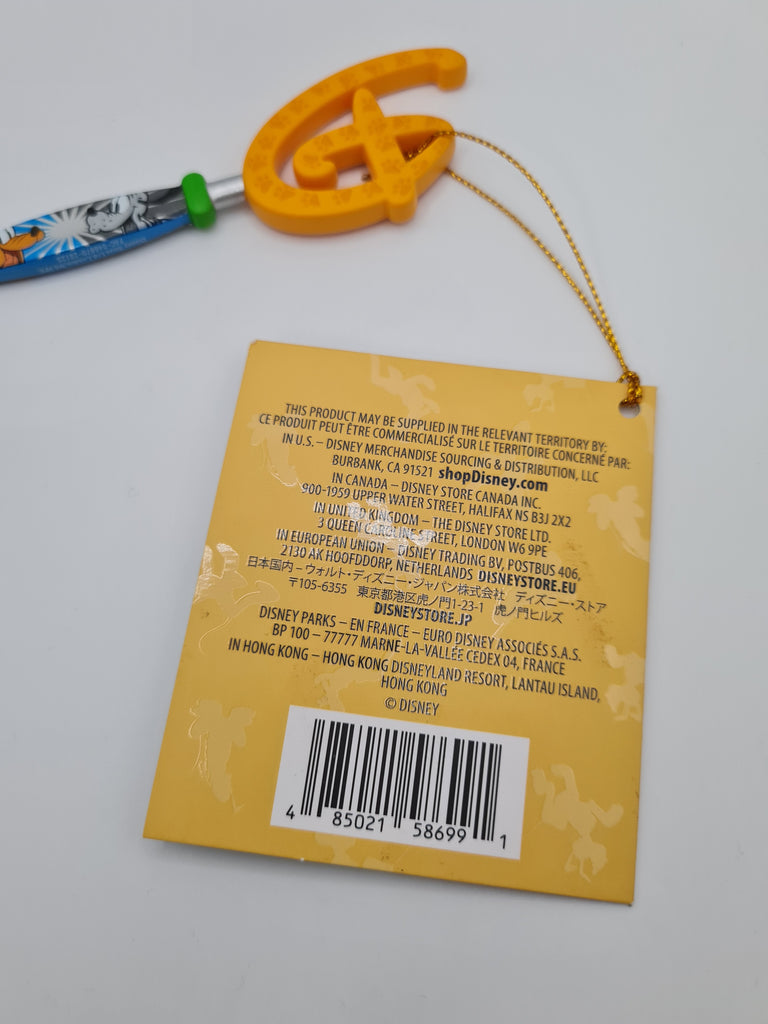 THIS PRODUCT MAY BE SUPPLIED IN THE RELEVANT TERRITORY BY:
CE PRODUIT PEUT ÊTRE COMMERCIALISÉ SUR LE TERRITOIRE CONCERNÉ PAR:
IN U.S. – DISNEY MERCHANDISE SOURCING & DISTRIBUTION, LLC
BURBANK, CA 91521 shopDisney.com
IN CANADA – DISNEY STORE CANADA INC.
900-1959 UPPER WATER STREET, HALIFAX NS B3J 2X2
IN UNITED KINGDOM – THE DISNEY STORE LTD.
3 QUEEN CAROLINE STREET, LONDON W6 9PE
IN EUROPEAN UNION – DISNEY TRADING BV, POSTBUS 406,
2130 AK HOOFDDORP, NETHERLANDS DISNEYSTORE.EU
日本国内 – ウォルト・ディズニー・ジャパン株式会社 ディズニー・ストア
〒105-6355 東京都港区虎ノ門1-23-1 虎ノ門ヒルズ
DISNEYSTORE.JP
DISNEY PARKS – EN FRANCE – EURO DISNEY ASSOCIÉS S.A.S.
BP 100 – 77777 MARNE-LA-VALLÉE CEDEX 04, FRANCE
IN HONG KONG – HONG KONG DISNEYLAND RESORT, LANTAU ISLAND,
HONG KONG
© DISNEY
4 85021 58699 1